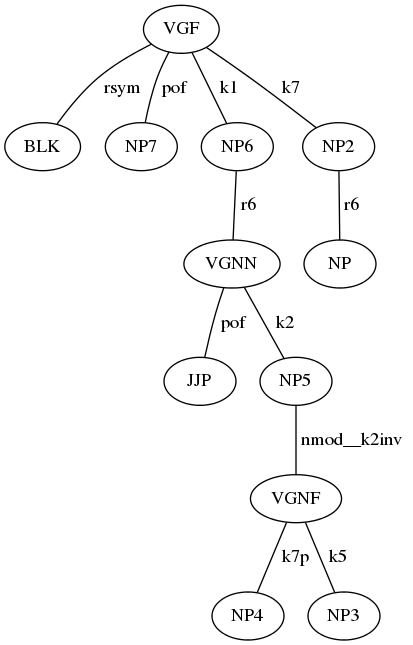 VGF
rsym pof k1 k7
BLK NP7 NP6 NP2
r6 r6
VGNN NP
pof k2
JJP NP5
nmod__k2inv
VGNF
k7p k5
NP4 NP3